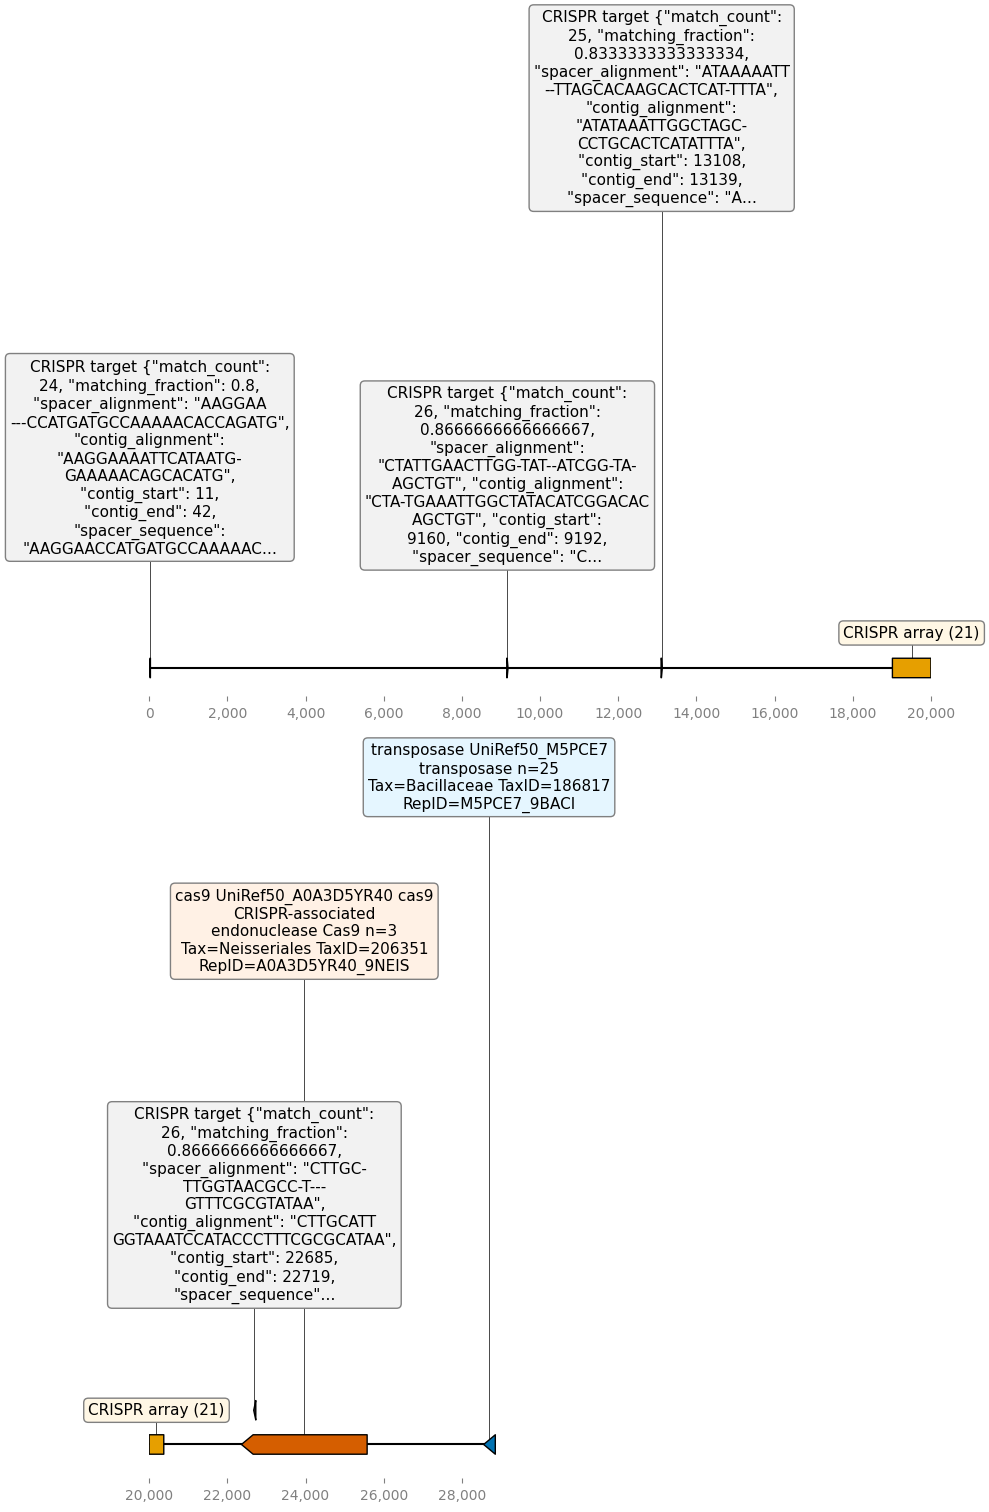 CRISPR target {"match_count":
25, "matching_fraction":
0.8333333333333334,
"spacer_alignment": "ATAAAAATT
--TTAGCACAAGCACTCAT-TTTA",
"contig_alignment":
"ATATAAATTGGCTAGC-
CCTGCACTCATATTTA",
"contig_start": 13108,
"contig_end": 13139,
"spacer_sequence": "A...
CRISPR target {"match_count":
24, "matching_fraction": 0.8,
"spacer_alignment": "AAGGAA
---CCATGATGCCAAAAACACCAGATG",
"contig_alignment":
"AAGGAAAATTCATAATG-
GAAAAACAGCACATG",
"contig_start": 11,
"contig_end": 42,
"spacer_sequence":
"AAGGAACCATGATGCCAAAAAC...
CRISPR target {"match_count":
26, "matching_fraction":
0.8666666666666667,
"spacer_alignment":
"CTATTGAACTTGG-TAT--ATCGG-TA-
AGCTGT", "contig_alignment":
"CTA-TGAAATTGGCTATACATCGGACAC
AGCTGT", "contig_start":
9160, "contig_end": 9192,
"spacer_sequence": "C...
CRISPR array (21)
0 2,000 4,000 6,000 8,000 10,000 12,000 14,000 16,000 18,000 20,000
transposase UniRef50_M5PCE7
transposase n=25
Tax=Bacillaceae TaxID=186817
RepID=M5PCE7_9BACI
cas9 UniRef50_A0A3D5YR40 cas9
CRISPR-associated
endonuclease Cas9 n=3
Tax=Neisseriales TaxID=206351
RepID=A0A3D5YR40_9NEIS
CRISPR target {"match_count":
26, "matching_fraction":
0.8666666666666667,
"spacer_alignment": "CTTGC-
TTGGTAACGCC-T---
GTTTCGCGTATAA",
"contig_alignment": "CTTGCATT
GGTAAATCCATACCCTTTCGCGCATAA",
"contig_start": 22685,
"contig_end": 22719,
"spacer_sequence"...
CRISPR array (21)
20,000 22,000 24,000 26,000 28,000